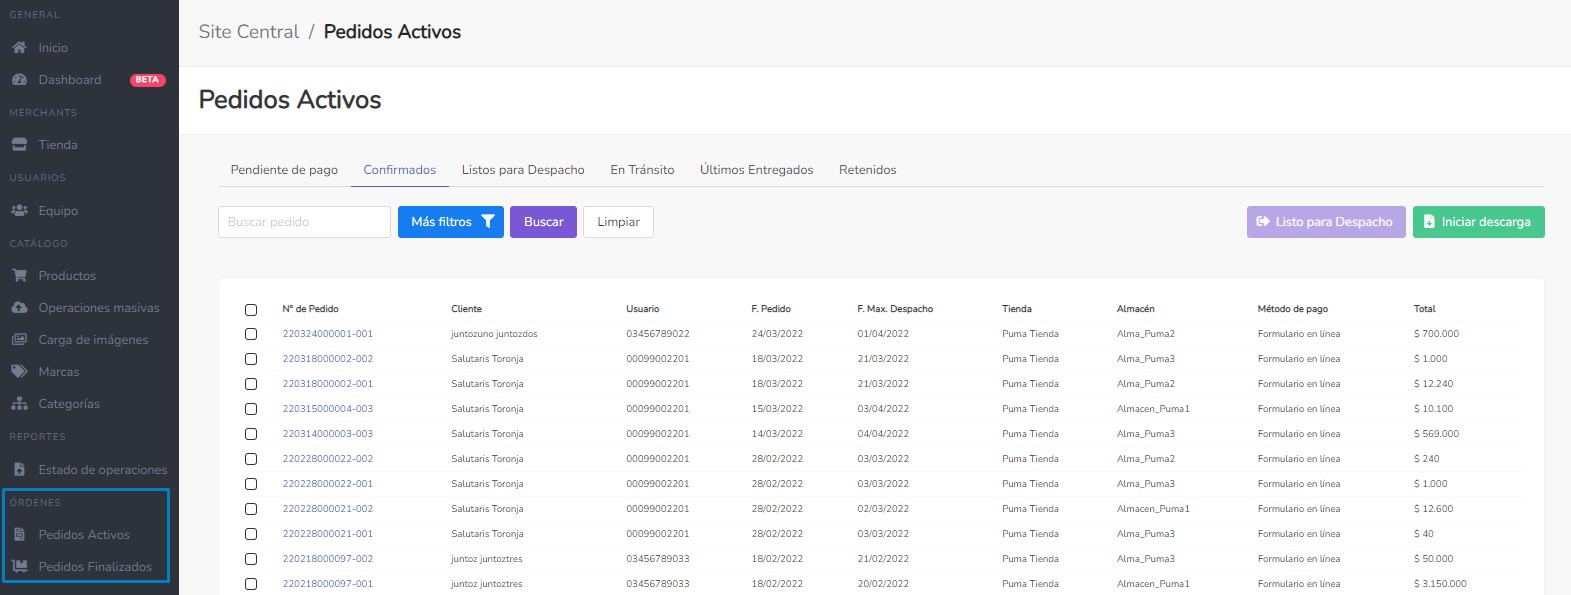 GENERAL
Inicio
Dashboard BETA
MERCHANTS
Tienda
USUARIOS
Equipo
CATÁLOGO
Productos
Operaciones masivas
Carga de imágenes
Marcas
Categorías
REPORTES
Estado de operaciones
ÓRDENES
Pedidos Activos
Pedidos Finalizados
Site Central / Pedidos Activos
Pedidos Activos
Pendiente de pago Confirmados Listos para Despacho En Tránsito Últimos Entregados Retenidos
Buscar pedido Más filtros Buscar Limpiar Listo para Despacho Iniciar descarga
N° de Pedido Cliente Usuario F. Pedido F. Max. Despacho Tienda Almacén Método de pago Total
220324000001-001 juntozuno juntozdos 03456789022 24/03/2022 01/04/2022 Puma Tienda Alma_Puma2 Formulario en línea $ 700.000
220318000002-002 Salutaris Toronja 00099002201 18/03/2022 21/03/2022 Puma Tienda Alma_Puma3 Formulario en línea $ 1.000
220318000002-001 Salutaris Toronja 00099002201 18/03/2022 21/03/2022 Puma Tienda Alma_Puma2 Formulario en línea $ 12.240
220315000004-003 Salutaris Toronja 00099002201 15/03/2022 03/04/2022 Puma Tienda Almacen_Puma1 Formulario en línea $ 10.100
220314000003-003 Salutaris Toronja 00099002201 14/03/2022 04/04/2022 Puma Tienda Alma_Puma3 Formulario en línea $ 569.000
220228000022-002 Salutaris Toronja 00099002201 28/02/2022 03/03/2022 Puma Tienda Alma_Puma2 Formulario en línea $ 240
220228000022-001 Salutaris Toronja 00099002201 28/02/2022 03/03/2022 Puma Tienda Alma_Puma3 Formulario en línea $ 1.000
220228000021-002 Salutaris Toronja 00099002201 28/02/2022 02/03/2022 Puma Tienda Almacen_Puma1 Formulario en línea $ 12.600
220228000021-001 Salutaris Toronja 00099002201 28/02/2022 03/03/2022 Puma Tienda Alma_Puma3 Formulario en línea $ 40
220218000097-002 juntoz juntoztres 03456789033 18/02/2022 21/02/2022 Puma Tienda Alma_Puma3 Formulario en línea $ 50.000
220218000097-001 juntoz juntoztres 03456789033 18/02/2022 20/02/2022 Puma Tienda Almacen_Puma1 Formulario en línea $ 3.150.000